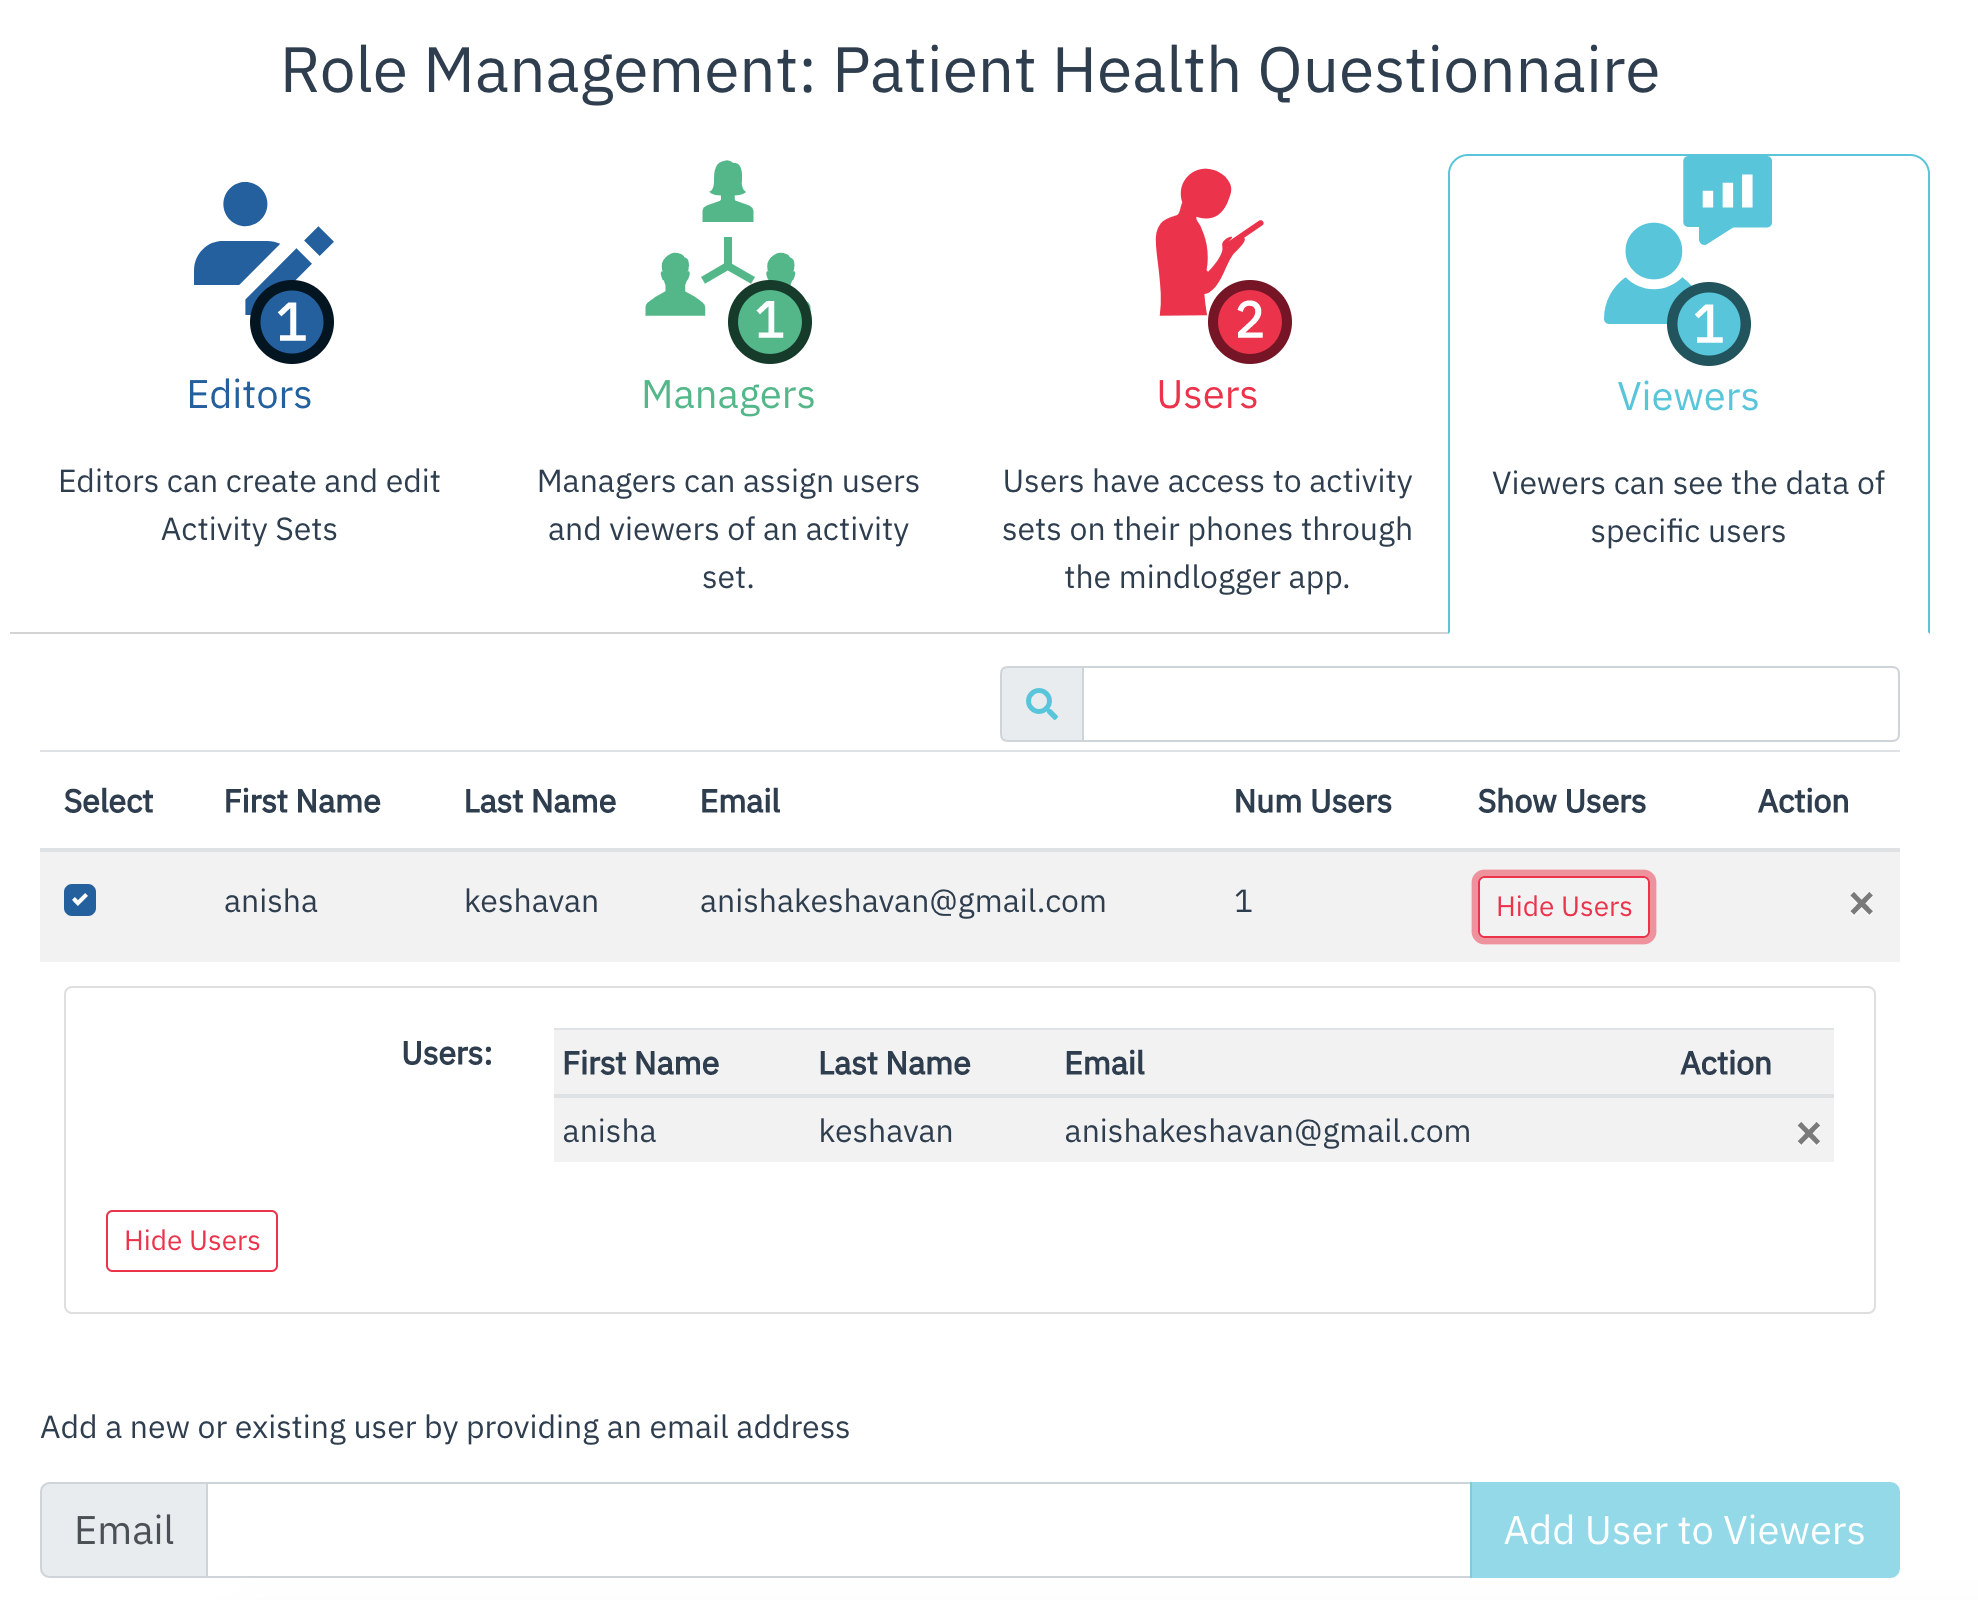 Role Management: Patient Health Questionnaire
1
Editors
Editors can create and edit
Activity Sets
1
Managers
Managers can assign users
and viewers of an activity
set.
2
Users
Users have access to activity
sets on their phones through
the mindlogger app.
1
Viewers
Viewers can see the data of
specific users
Select First Name Last Name Email Num Users Show Users Action
anisha keshavan anishakeshavan@gmail.com 1 Hide Users
Users:
First Name Last Name Email Action
anisha keshavan anishakeshavan@gmail.com
Hide Users
Add a new or existing user by providing an email address
Email
Add User to Viewers